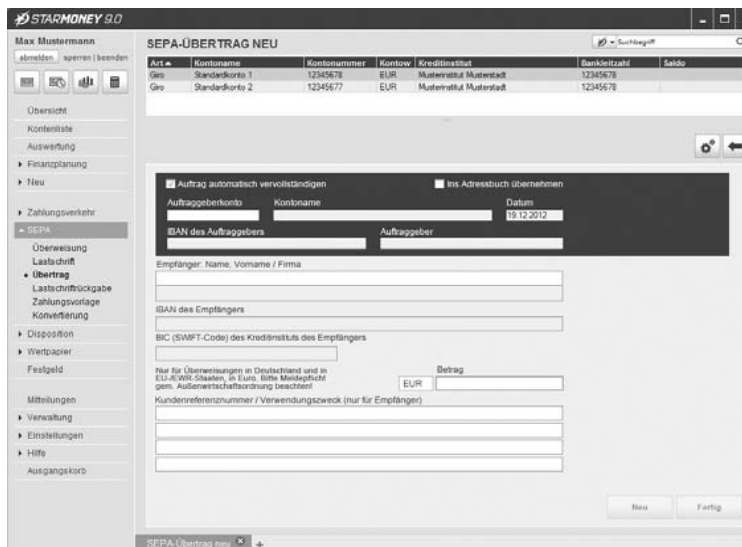 STARMONEY 9.0
Max Mustermann
abmelden sperren | beenden
Übersicht
Kontenliste
Auswertung
Finanzplanung
Neu
Zahlungsverkehr
SEPA
Überweisung
Lastschrift
Übertrag
Lastschriftrückgabe
Zahlungsvorlage
Konvertierung
Disposition
Wertpapier
Festgeld
Mitteilungen
Verwaltung
Einstellungen
Hilfe
Ausgangskorb
SEPA-ÜBERTRAG NEU
Suchbegriff
Art Kontoname Kontonummer Kontow Kreditinstitut Bankleitzahl Saldo
Giro Standardkonto 1 12345678 EUR Musterinstitut Musterstadt 12345678
Giro Standardkonto 2 12345677 EUR Musterinstitut Musterstadt 12345678
Auftrag automatisch vervollständigen Ins Adressbuch übernehmen
Auftraggeberkonto Kontoname Datum
19.12.2012
IBAN des Auftraggebers Auftraggeber
Empfänger: Name, Vorname / Firma
IBAN des Empfängers
BIC (SWIFT-Code) des Kreditinstituts des Empfängers
Nur für Überweisungen in Deutschland und in
EU-/EWR-Staaten, in Euro. Bitte Meldepflicht
gem. Außenwirtschaftsordnung beachten!
Betrag
EUR
Kundenreferenznummer / Verwendungszweck (nur für Empfänger)
Neu Fertig
SEPA-Übertrag neu